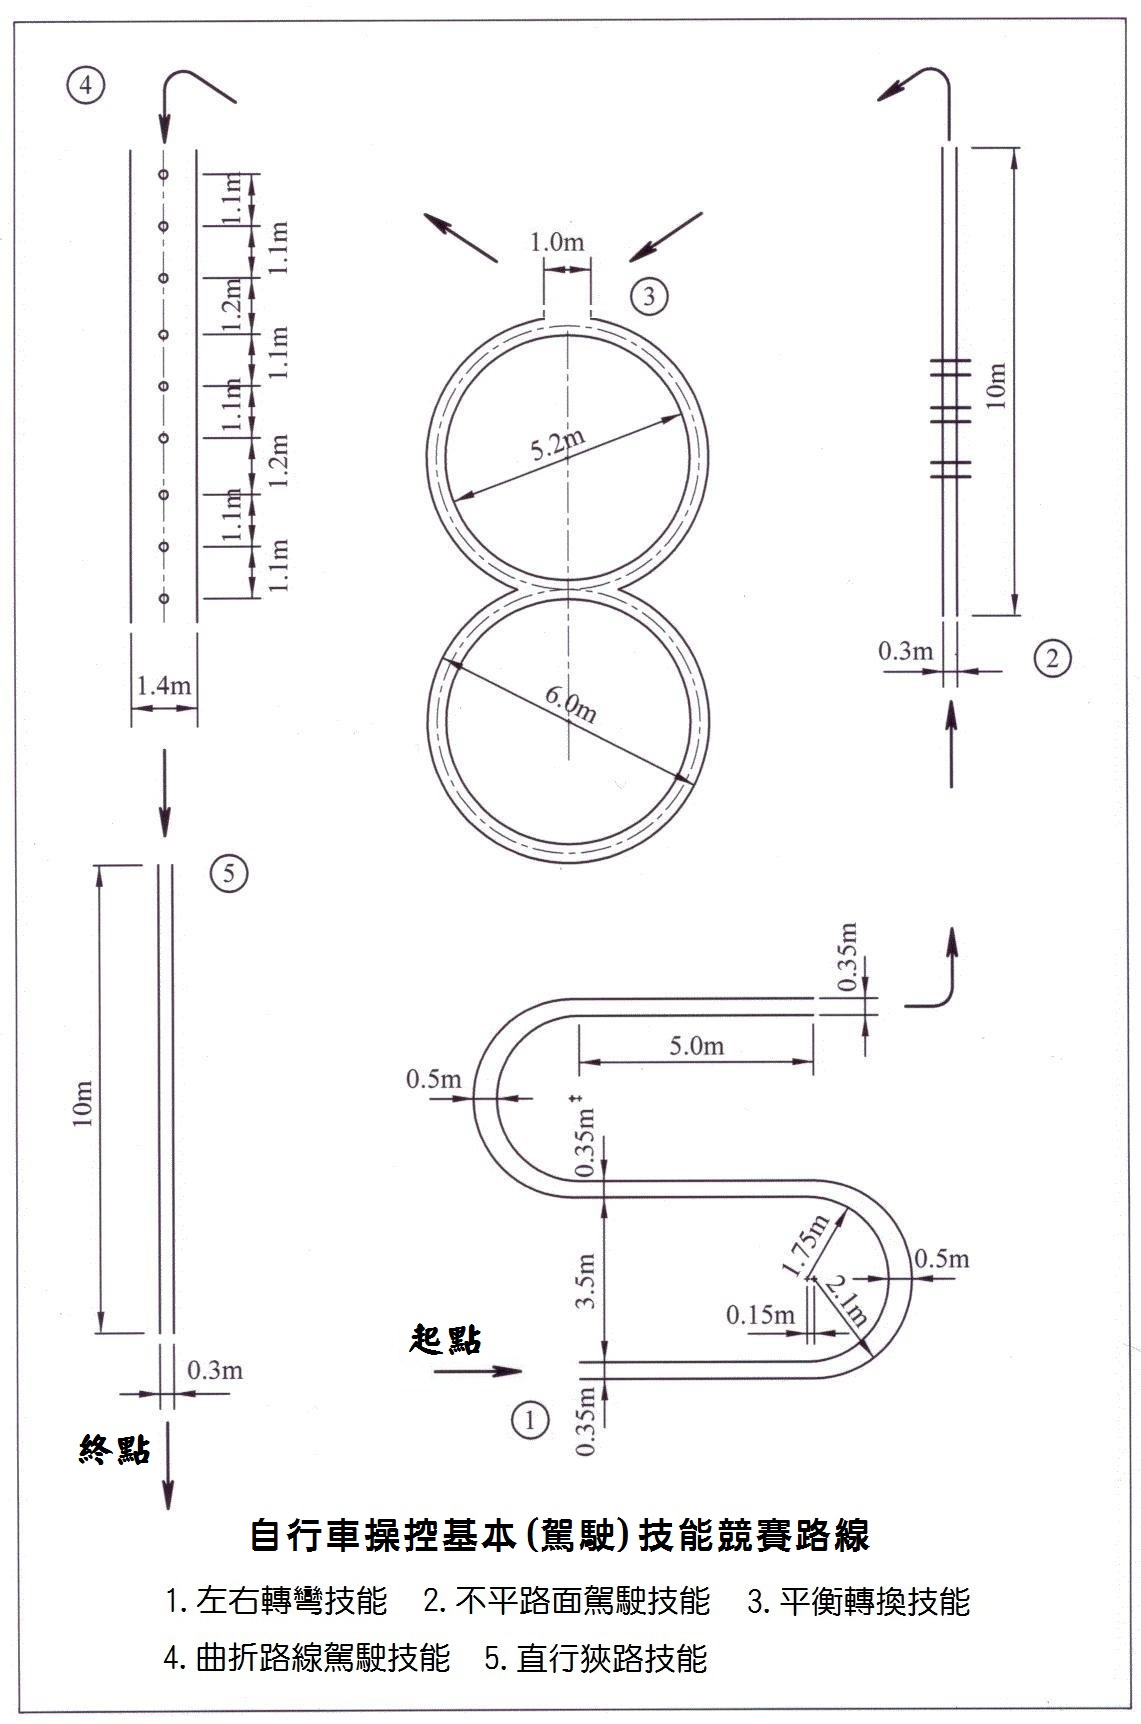 ④
1.1m
1.1m
1.2m
1.1m
1.1m
1.2m
1.1m
1.1m
1.4m
1.0m
③
5.2m
6.0m
10m
0.3m
②
⑤
10m
0.3m
終點
0.35m
5.0m
0.5m
0.35m
1.75m
0.5m
3.5m
2.1m
0.15m
起點
①
0.35m
自行車操控基本(駕駛)技能競賽路線
1.左右轉彎技能 2.不平路面駕駛技能 3.平衡轉換技能
4.曲折路線駕駛技能 5.直行狹路技能